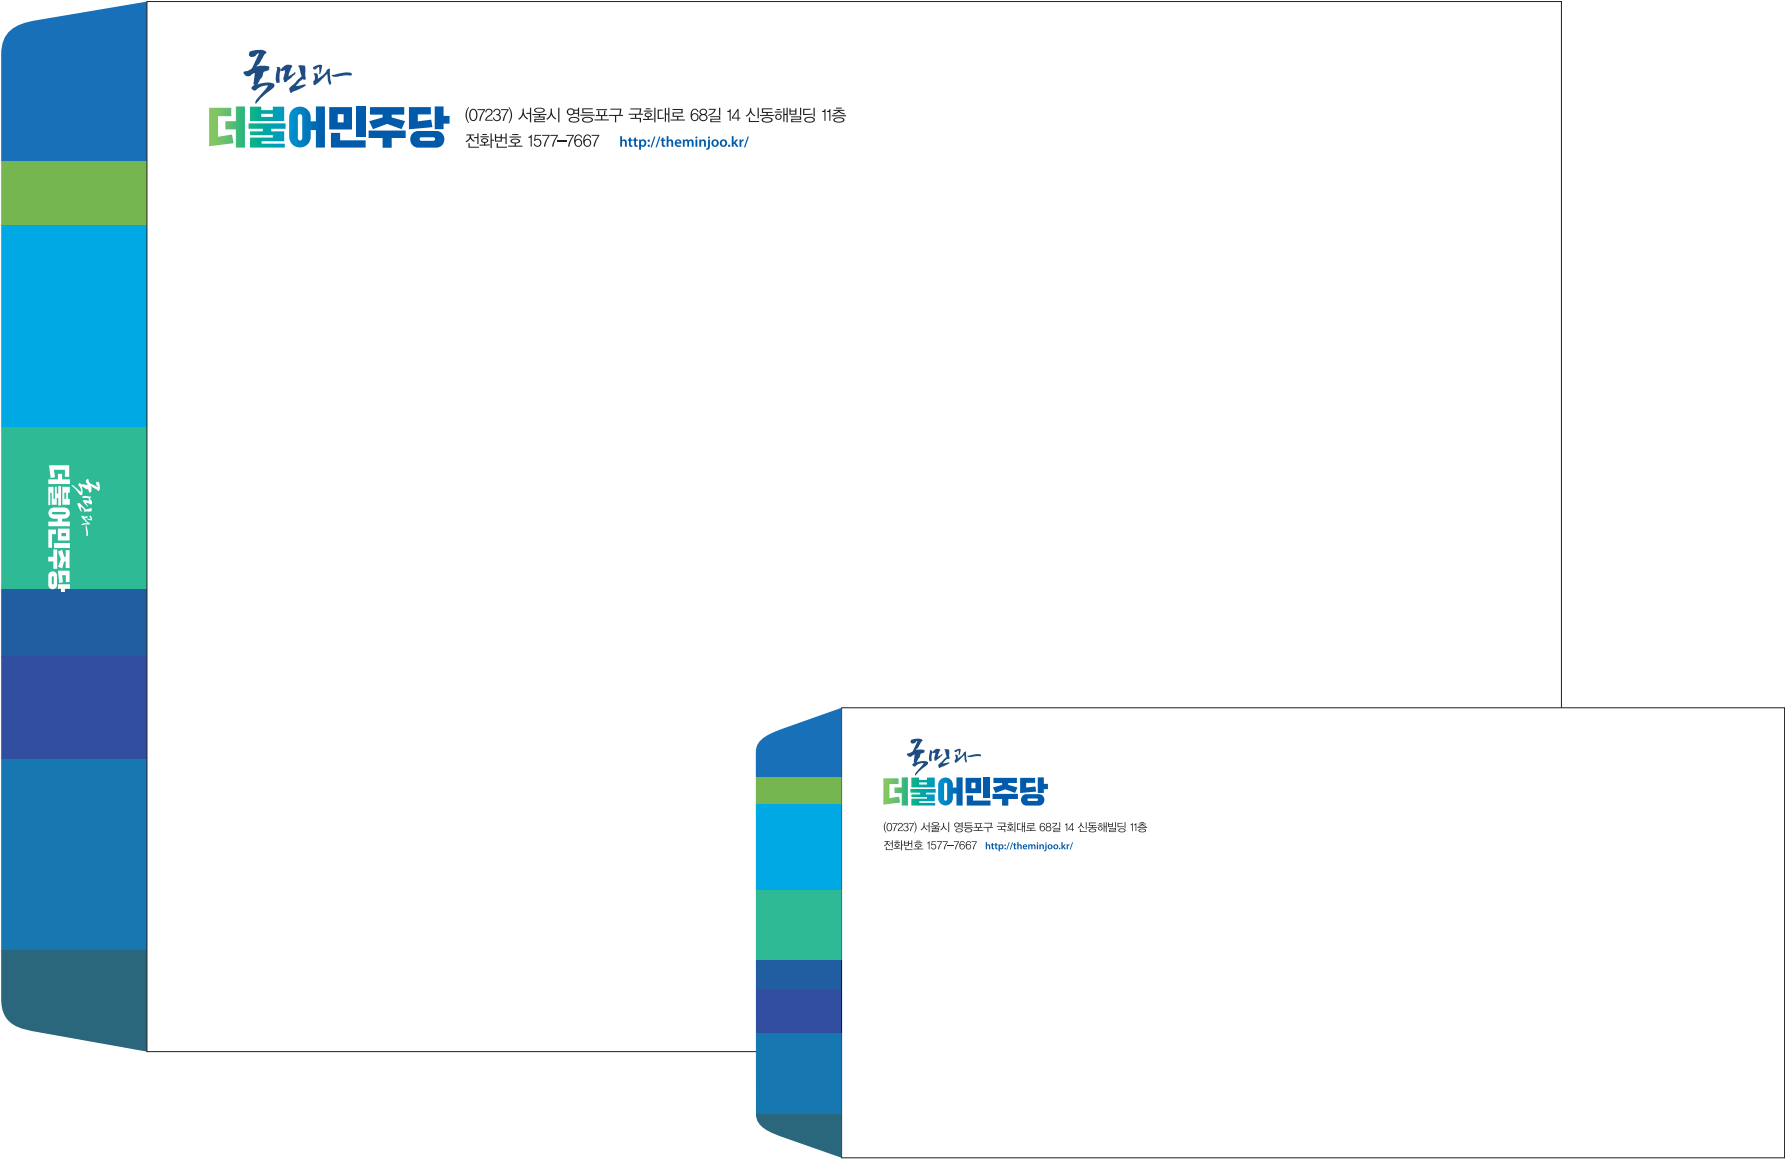 국민과
더불어민주당
(07237) 서울시 영등포구 국회대로 68길 14 신동해빌딩 11층
전화번호 1577–7667 http://theminjoo.kr/
국민과
더불어민주당
국민과
더불어민주당
(07237) 서울시 영등포구 국회대로 68길 14 신동해빌딩 11층
전화번호 1577–7667 http://theminjoo.kr/